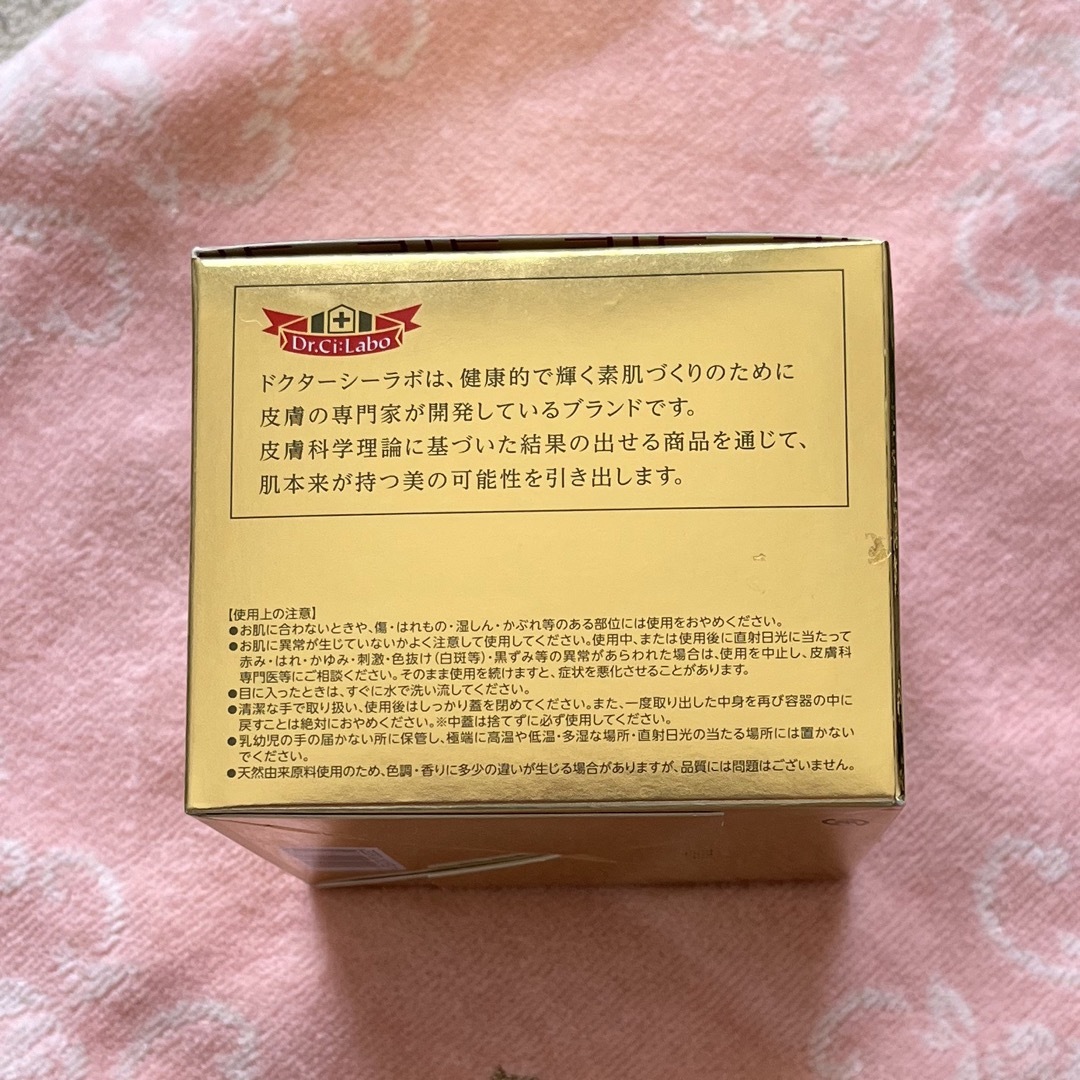 Dr.Ci:Labo
ドクターシーラボは、健康的で輝く素肌づくりのために
皮膚の専門家が開発しているブランドです。
皮膚科学理論に基づいた結果の出せる商品を通じて、
肌本来が持つ美の可能性を引き出します。
【使用上の注意】
●お肌に合わないときや、傷・はれもの・湿しん・かぶれ等のある部位には使用をおやめください。
●お肌に異常が生じていないかよく注意して使用してください。使用中、または使用後に直射日光に当たって
赤み・はれ・かゆみ・刺激・色抜け(白斑等)・黒ずみ等の異常があらわれた場合は、使用を中止し、皮膚科
専門医等にご相談ください。そのまま使用を続けますと、症状を悪化させることがあります。
●目に入ったときは、すぐに水で洗い流してください。
●清潔な手で取り扱い、使用後はしっかり蓋を閉めてください。また、一度取り出した中身を再び容器の中に
戻すことは絶対におやめください。※中蓋は捨てずに必ず使用してください。
●乳幼児の手の届かない所に保管し、極端に高温や低温・多湿な場所・直射日光の当たる場所には置かない
でください。
●天然由来原料使用のため、色調・香りに多少の違いが生じる場合がありますが、品質には問題はございません。